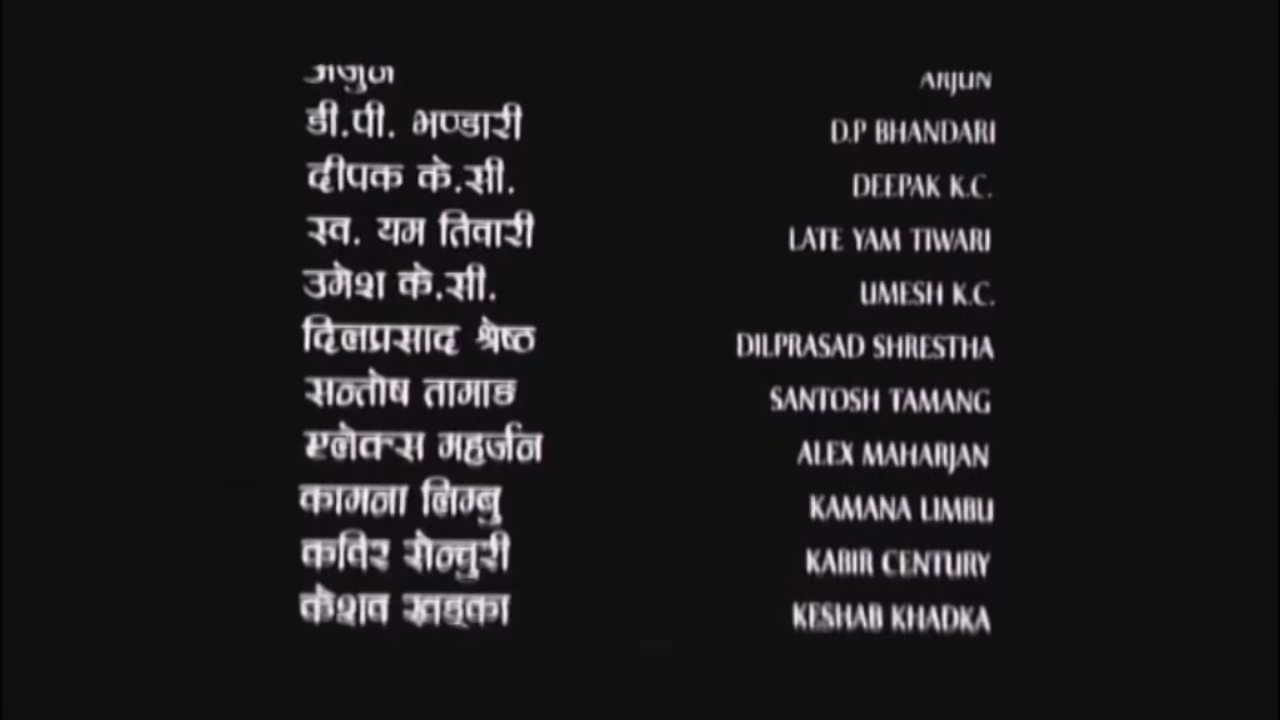 अर्जुन ARJUN
डी.पी. भण्डारी D.P BHANDARI
दीपक के.सी. DEEPAK K.C.
स्व. यम तिवारी LATE YAM TIWARI
उमेश के.सी. UMESH K.C.
दिलप्रसाद श्रेष्ठ DILPRASAD SHRESTHA
सन्तोष तामाङ SANTOSH TAMANG
एलेक्स महर्जन ALEX MAHARJAN
कामना लिम्बु KAMANA LIMBU
कविर सेन्चुरी KABIR CENTURY
केशव खड्का KESHAB KHADKA